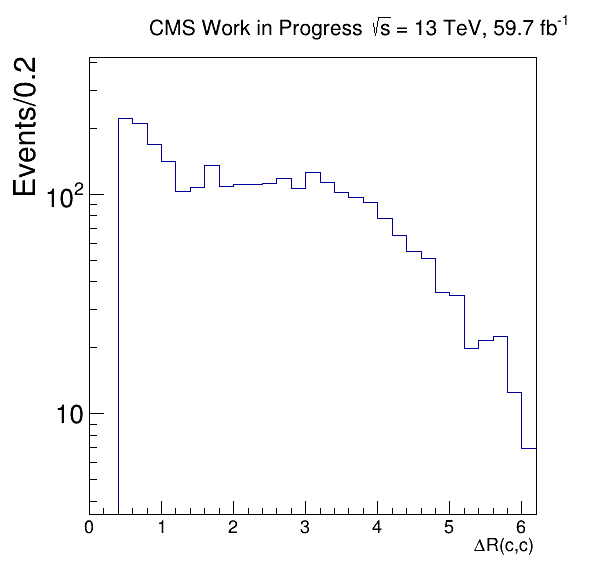 CMS Work in Progress √s = 13 TeV, 59.7 fb⁻¹
Events/0.2
10²
10
0 1 2 3 4 5 6
ΔR(c,c)